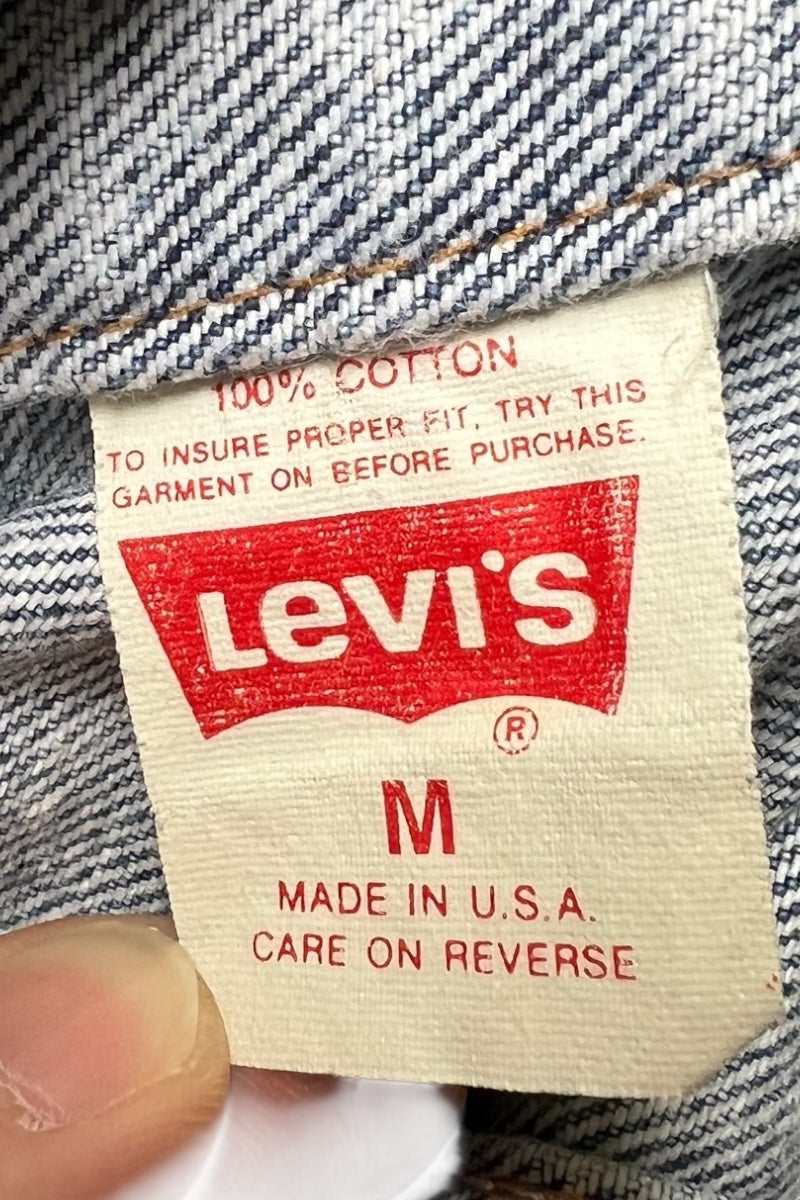 100% COTTON
TO INSURE PROPER FIT, TRY THIS
GARMENT ON BEFORE PURCHASE.
Levi's
®
M
MADE IN U.S.A.
CARE ON REVERSE